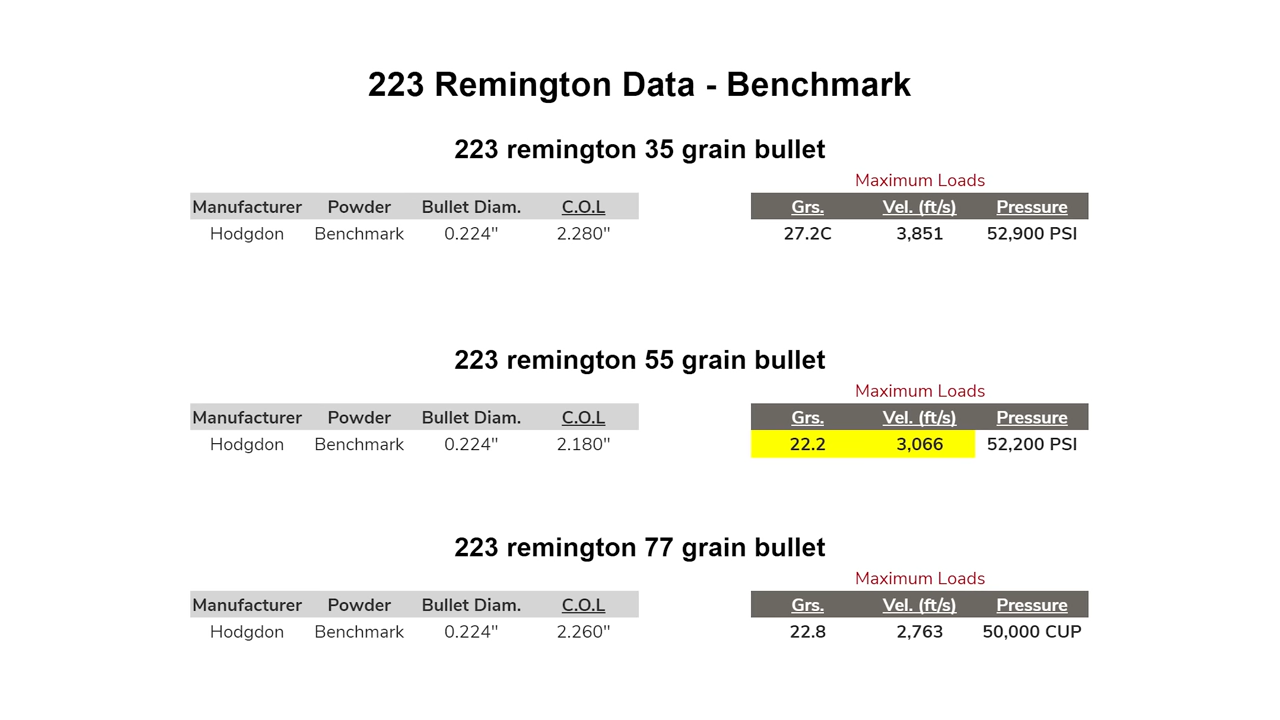 223 Remington Data - Benchmark
223 remington 35 grain bullet
Maximum Loads
Manufacturer Powder Bullet Diam. C.O.L Grs. Vel. (ft/s) Pressure
Hodgdon Benchmark 0.224" 2.280" 27.2C 3,851 52,900 PSI
223 remington 55 grain bullet
Maximum Loads
Manufacturer Powder Bullet Diam. C.O.L Grs. Vel. (ft/s) Pressure
Hodgdon Benchmark 0.224" 2.180" 22.2 3,066 52,200 PSI
223 remington 77 grain bullet
Maximum Loads
Manufacturer Powder Bullet Diam. C.O.L Grs. Vel. (ft/s) Pressure
Hodgdon Benchmark 0.224" 2.260" 22.8 2,763 50,000 CUP